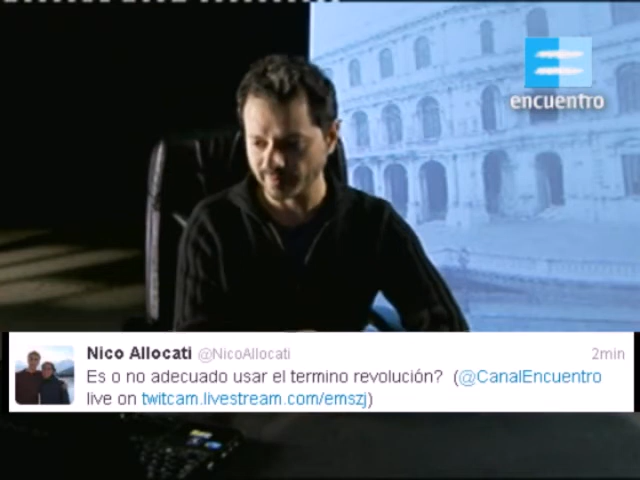 encuentro
Nico Allocati @NicoAllocati 2min
Es o no adecuado usar el termino revolución? (@CanalEncuentro
live on twitcam.livestream.com/emszj)